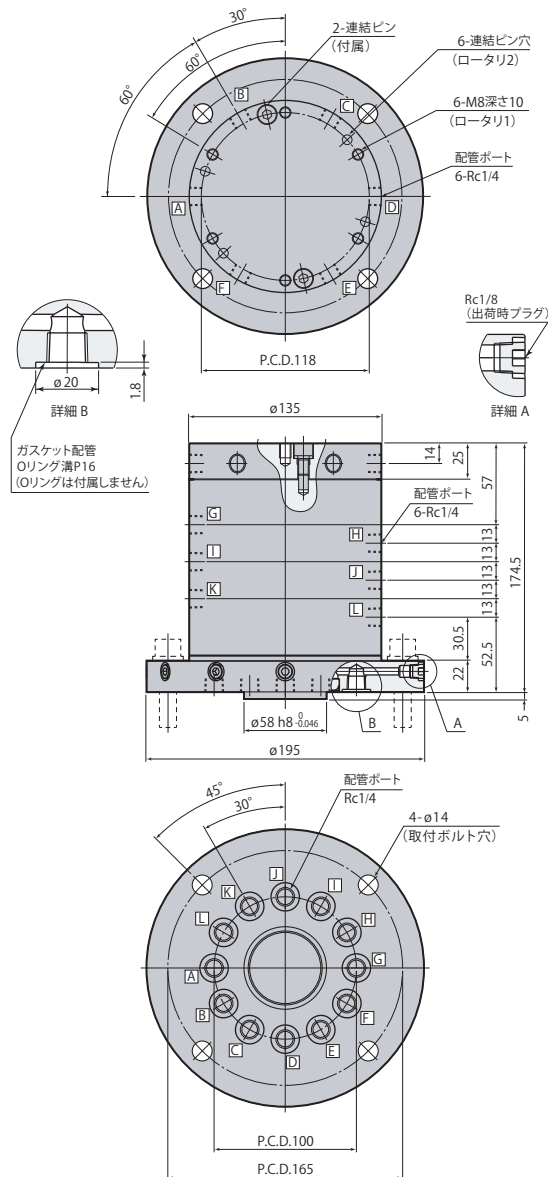 30°
60°
60°
2-連結ピン
(付属)
6-連結ピン穴
(ロータリ2)
6-M8深さ10
(ロータリ1)
配管ポート
6-Rc1/4
B
C
A
D
F
E
P.C.D.118
ø20
1.8
詳細 B
ガスケット配管
Oリング溝P16
(Oリングは付属しません)
Rc1/8
(出荷時プラグ)
詳細 A
ø135
14
25
57
配管ポート
6-Rc1/4
G
H
I
J
K
L
13
13
13
13
13
174.5
30.5
52.5
22
5
ø58 h8 0 -0.046
B
A
ø195
45°
30°
配管ポート
Rc1/4
4-ø14
(取付ボルト穴)
J
K
I
L
H
A
G
B
F
C
E
D
P.C.D.100
P.C.D.165